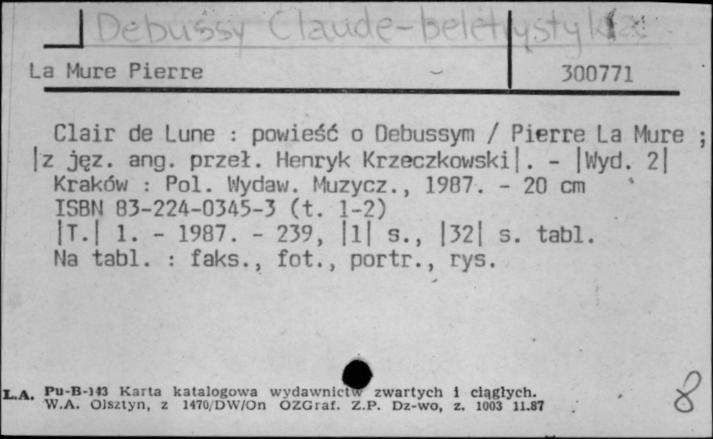 Debussy Claude-beletrystyka
La Mure Pierre 300771
Clair de Lune : powieść o Debussym / Pierre La Mure ;
|z jęz. ang. przeł. Henryk Krzeczkowski|. - |Wyd. 2|
Kraków : Pol. Wydaw. Muzycz., 1987. - 20 cm
ISBN 83-224-0345-3 (t. 1-2)
|T.| 1. - 1987. - 239, |1| s., |32| s. tabl.
Na tabl. : faks., fot., portr., rys.
L.A. Pu-B-143 Karta katalogowa wydawnictw zwartych i ciągłych.
W.A. Olsztyn, z 1470/DW/On OZGraf. Z.P. Dz-wo, z. 1003 11.87
8